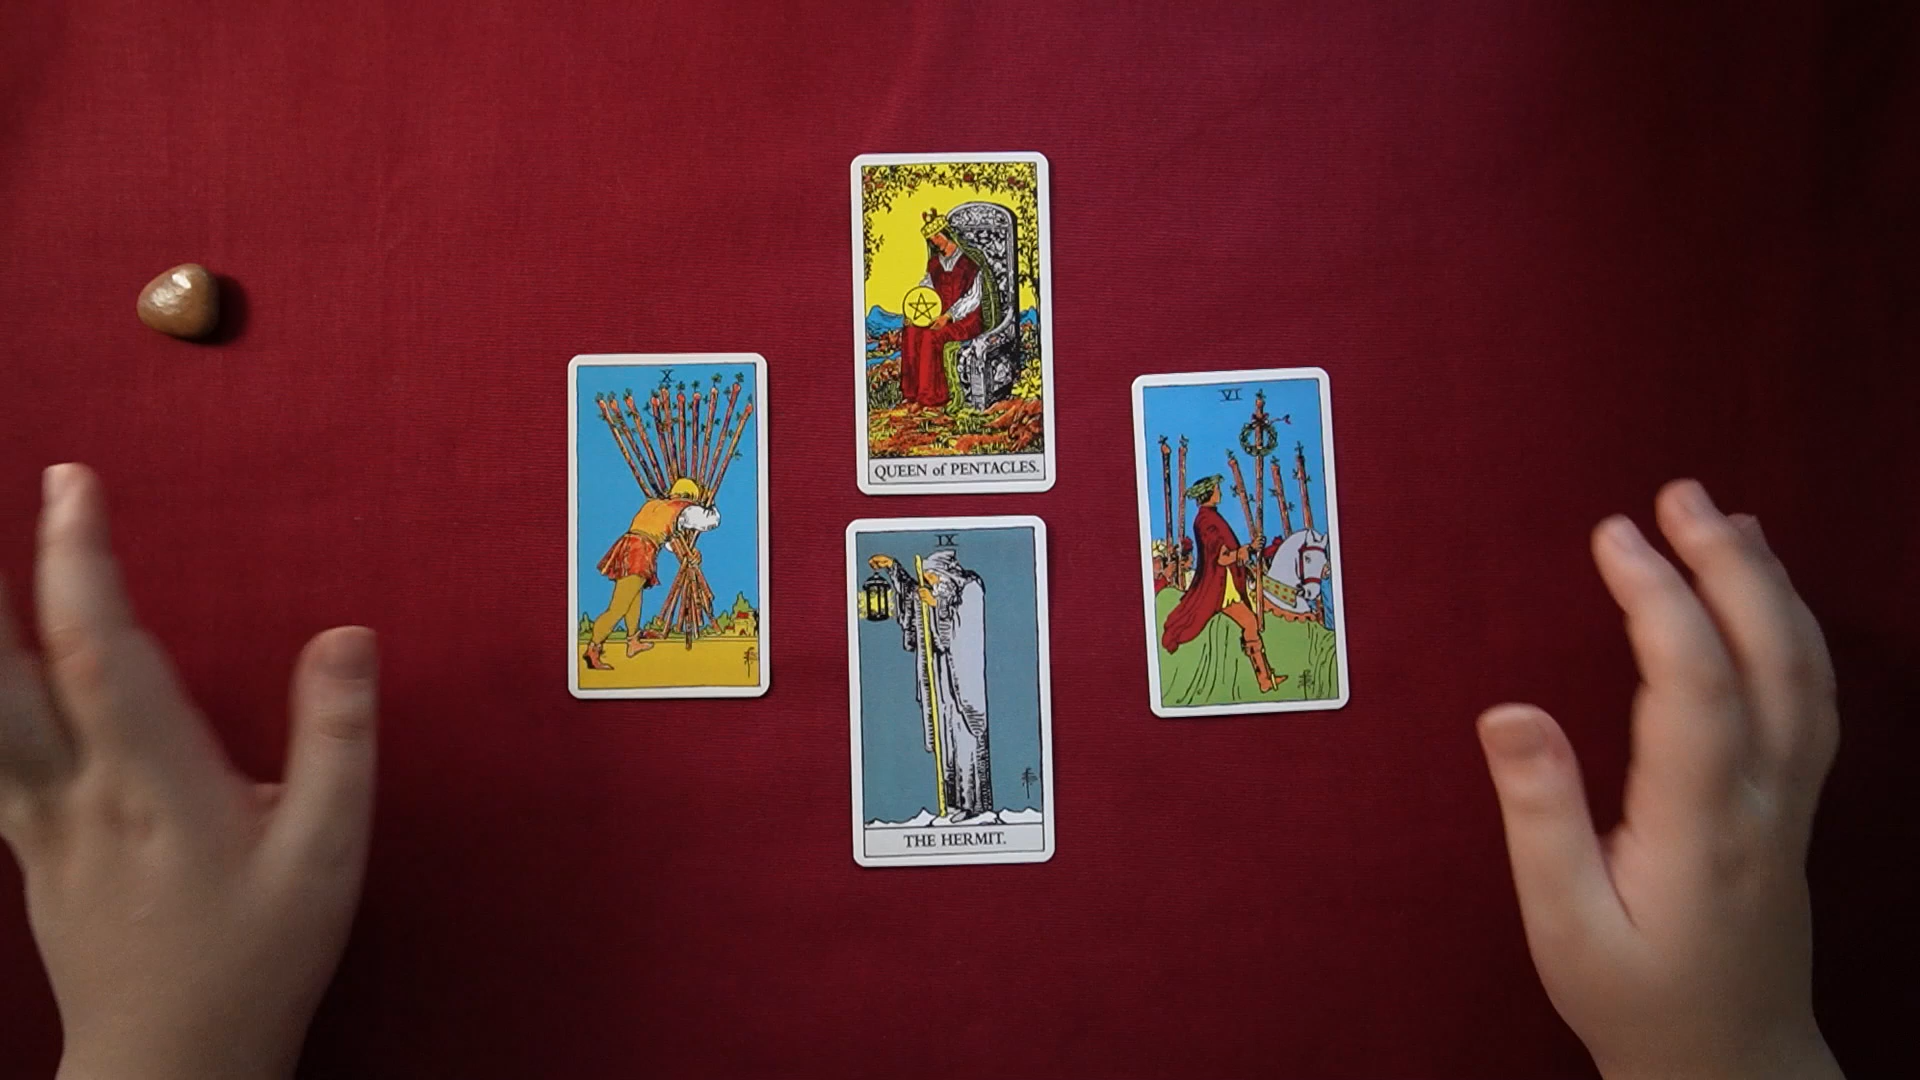 QUEEN of PENTACLES.
X
VI
IX
THE HERMIT.